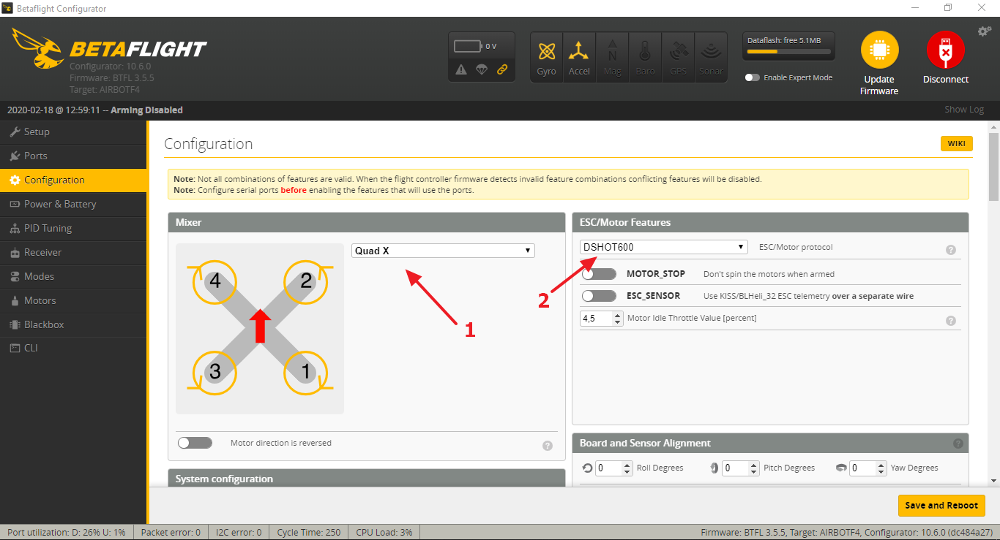 Betaflight Configurator
BETAFLIGHT
Configurator: 10.6.0
Firmware: BTFL 3.5.5
Target: AIRBOTF4
0 V
Gyro
Accel
Mag
Baro
GPS
Sonar
Dataflash: free 5.1MB
Enable Expert Mode
Update
Firmware
Disconnect
2020-02-18 @ 12:59:11 -- Arming Disabled
Show Log
Setup
Ports
Configuration
Power & Battery
PID Tuning
Receiver
Modes
Motors
Blackbox
CLI
Configuration
WIKI
Note: Not all combinations of features are valid. When the flight controller firmware detects invalid feature combinations conflicting features will be disabled.
Note: Configure serial ports before enabling the features that will use the ports.
Mixer
Quad X
4
2
3
1
1
Motor direction is reversed
?
System configuration
ESC/Motor Features
DSHOT600
ESC/Motor protocol
?
2
MOTOR_STOP
Don't spin the motors when armed
ESC_SENSOR
Use KISS/BLHeli_32 ESC telemetry over a separate wire
4,5
Motor Idle Throttle Value [percent]
?
Board and Sensor Alignment
?
0
Roll Degrees
0
Pitch Degrees
0
Yaw Degrees
Save and Reboot
Port utilization: D: 26% U: 1%
Packet error: 0
I2C error: 0
Cycle Time: 250
CPU Load: 3%
Firmware: BTFL 3.5.5, Target: AIRBOTF4, Configurator: 10.6.0 (dc484a27)